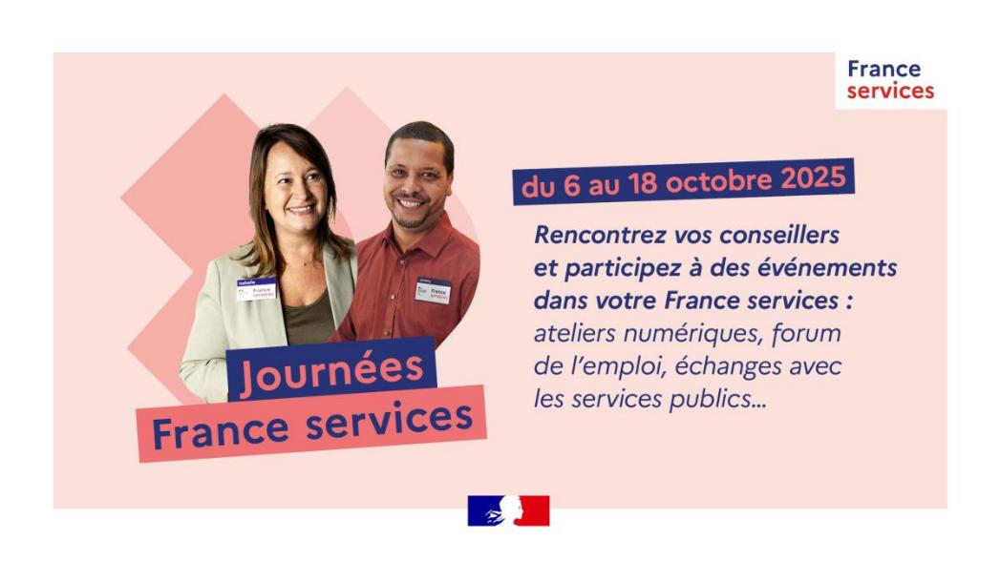 France
services
du 6 au 18 octobre 2025
Rencontrez vos conseillers
et participez à des événements
dans votre France services :
ateliers numériques, forum
de l'emploi, échanges avec
les services publics...
Isabelle
France
services
France
services
Journées
France services